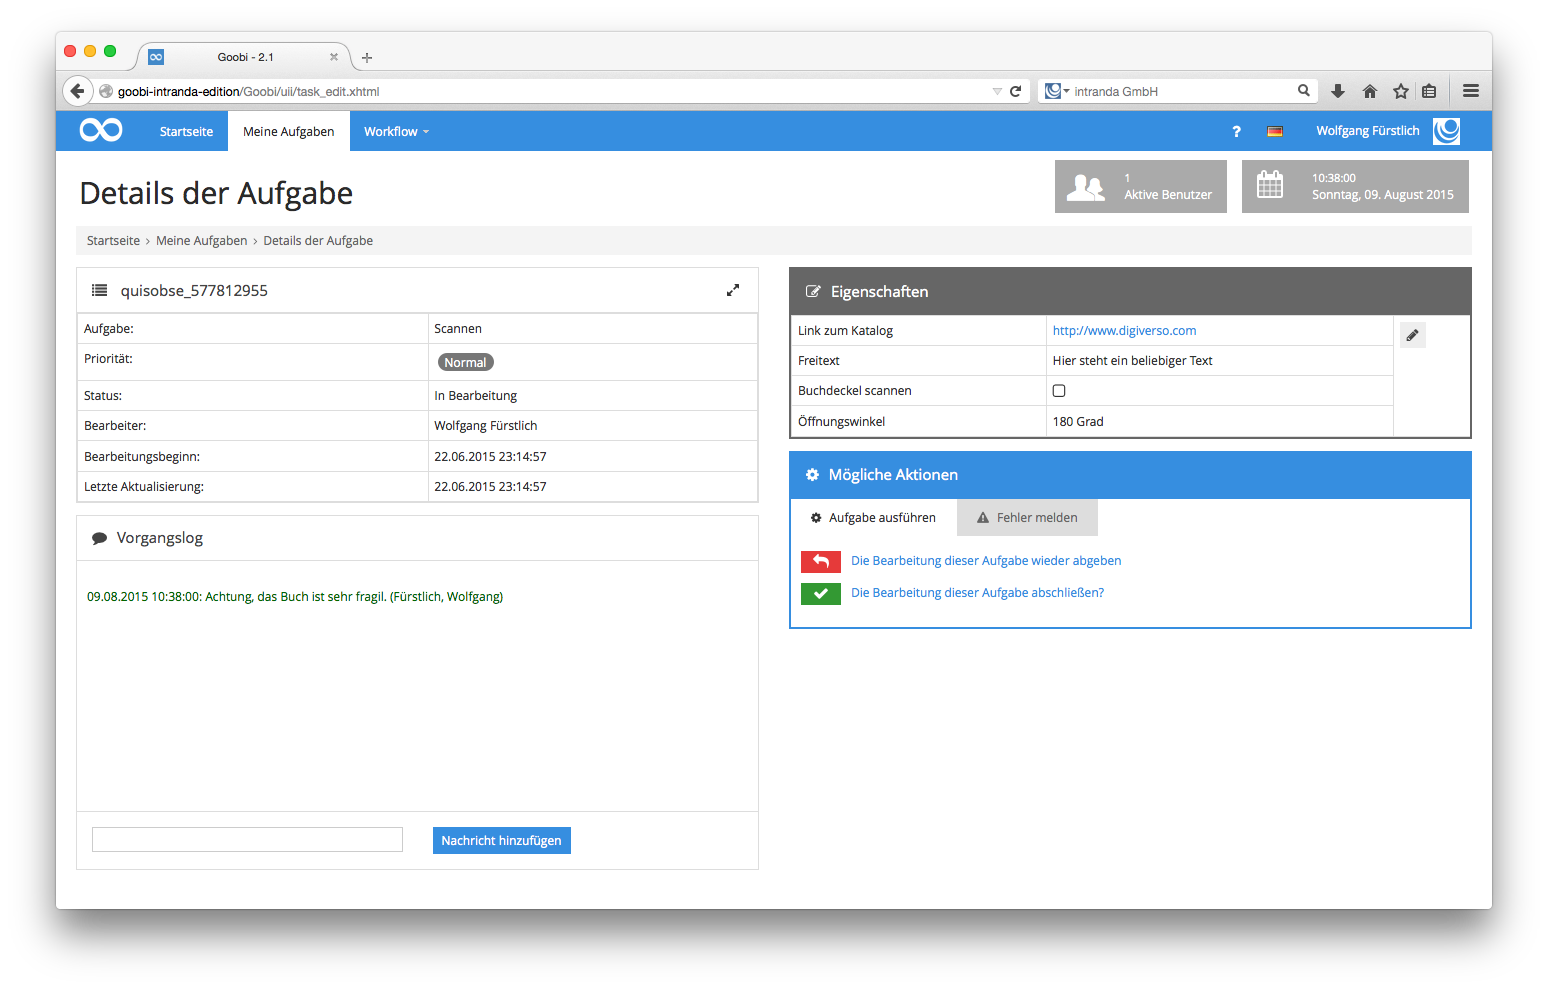 Goobi - 2.1
goobi-intranda-edition/Goobi/uii/task_edit.xhtml
intranda GmbH
Startseite
Meine Aufgaben
Workflow
?
Wolfgang Fürstlich
Details der Aufgabe
1
Aktive Benutzer
10:38:00
Sonntag, 09. August 2015
Startseite › Meine Aufgaben › Details der Aufgabe
quisobse_577812955
Aufgabe: Scannen
Priorität: Normal
Status: In Bearbeitung
Bearbeiter: Wolfgang Fürstlich
Bearbeitungsbeginn: 22.06.2015 23:14:57
Letzte Aktualisierung: 22.06.2015 23:14:57
Vorgangslog
09.08.2015 10:38:00: Achtung, das Buch ist sehr fragil. (Fürstlich, Wolfgang)
Nachricht hinzufügen
Eigenschaften
Link zum Katalog http://www.digiverso.com
Freitext Hier steht ein beliebiger Text
Buchdeckel scannen
Öffnungswinkel 180 Grad
Mögliche Aktionen
Aufgabe ausführen
Fehler melden
Die Bearbeitung dieser Aufgabe wieder abgeben
Die Bearbeitung dieser Aufgabe abschließen?